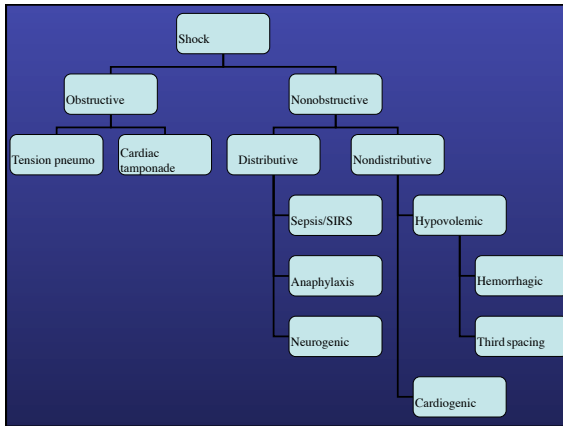 Shock
Obstructive
Nonobstructive
Tension pneumo
Cardiac
tamponade
Distributive
Nondistributive
Sepsis/SIRS
Hypovolemic
Anaphylaxis
Hemorrhagic
Neurogenic
Third spacing
Cardiogenic